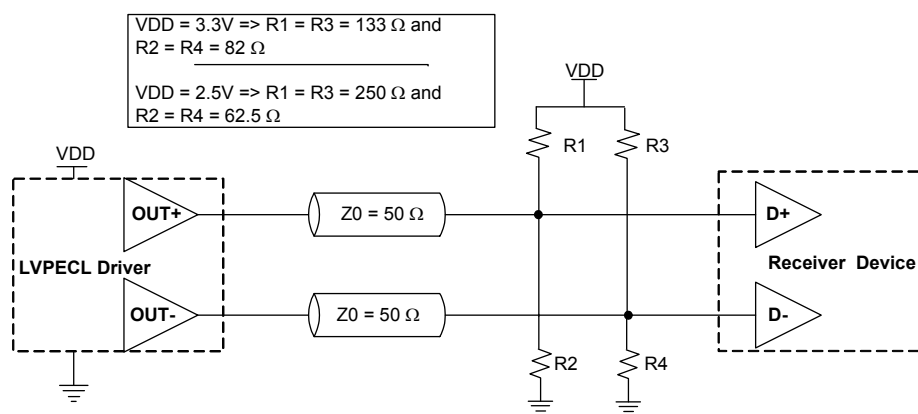 VDD = 3.3V => R1 = R3 = 133 Ω and
R2 = R4 = 82 Ω
VDD = 2.5V => R1 = R3 = 250 Ω and
R2 = R4 = 62.5 Ω
VDD
VDD
R1
R3
OUT+
Z0 = 50 Ω
D+
LVPECL Driver
Receiver Device
OUT-
Z0 = 50 Ω
D-
R2
R4